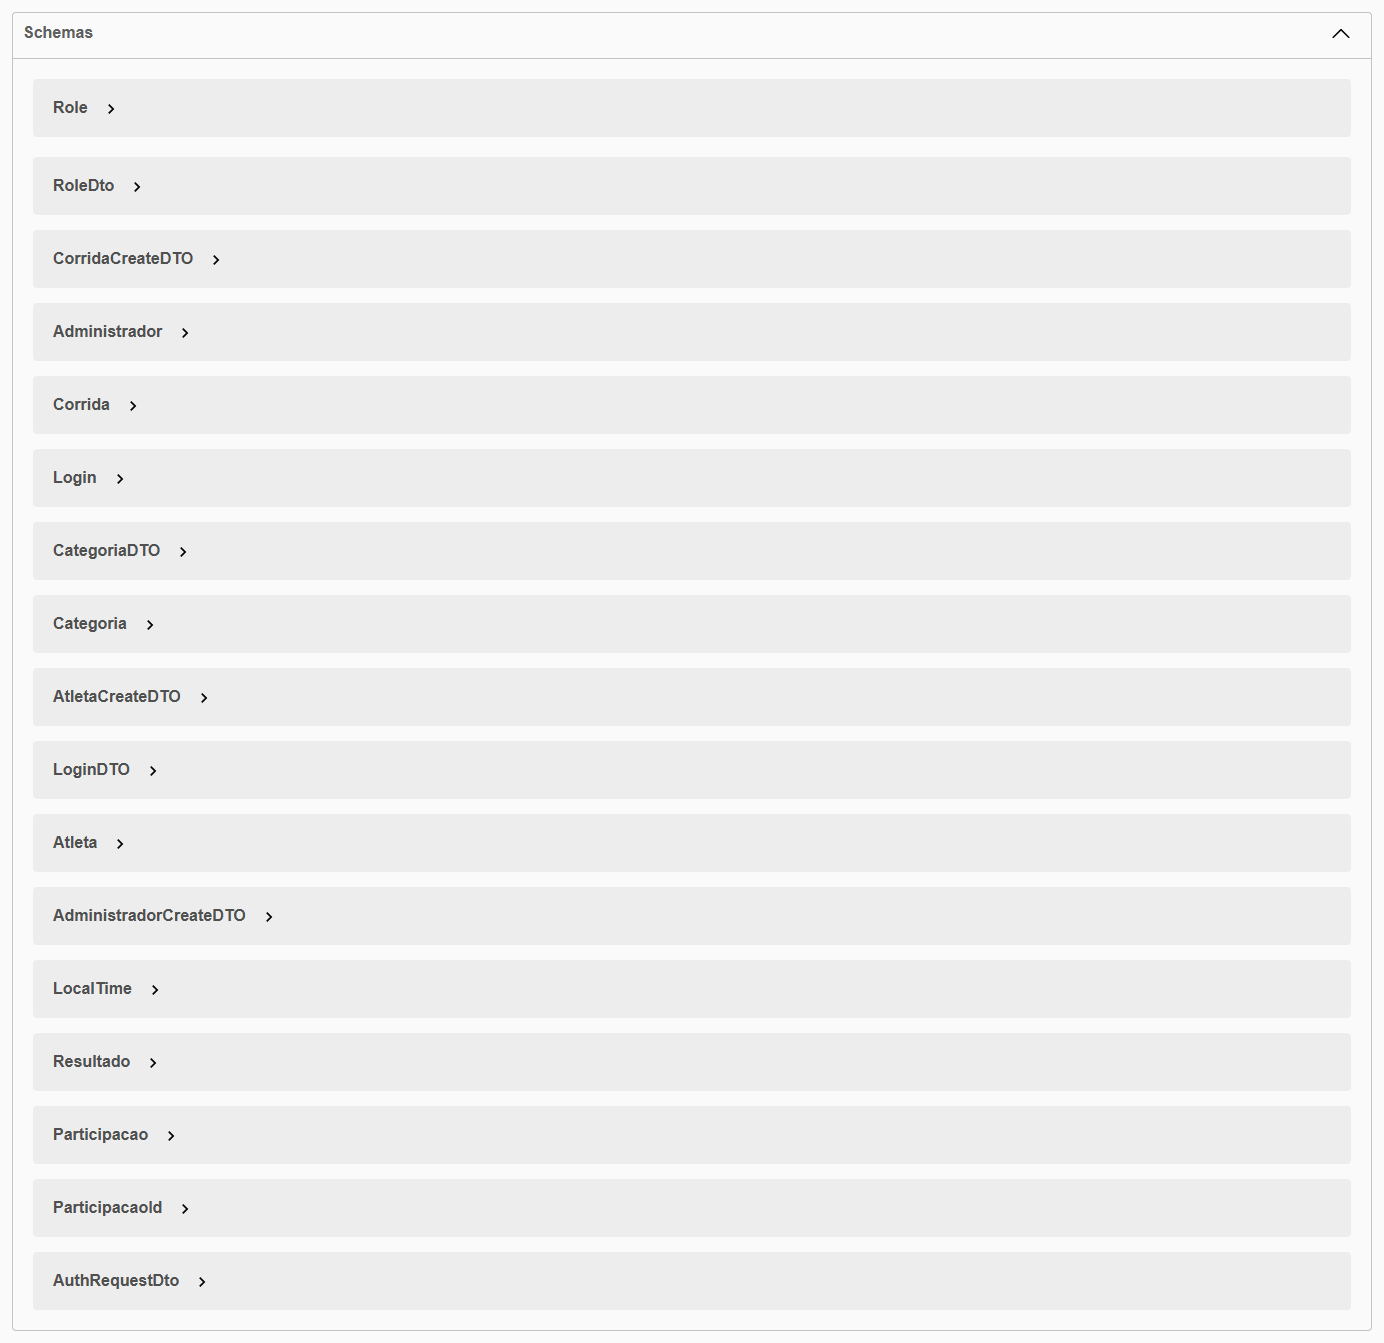 Schemas
Role
RoleDto
CorridaCreateDTO
Administrador
Corrida
Login
CategoriaDTO
Categoria
AtletaCreateDTO
LoginDTO
Atleta
AdministradorCreateDTO
LocalTime
Resultado
Participacao
ParticipacaoId
AuthRequestDto